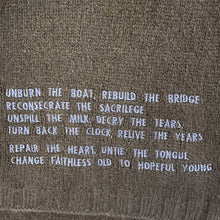 UNBURN THE BOAT, REBUILD THE BRIDGE
RECONSECRATE THE SACRILEGE
UNSPILL THE MILK, DECRY THE TEARS
TURN BACK THE CLOCK, RELIVE THE YEARS
REPAIR THE HEART, UNTIE THE TONGUE
CHANGE FAITHLESS OLD TO HOPEFUL YOUNG